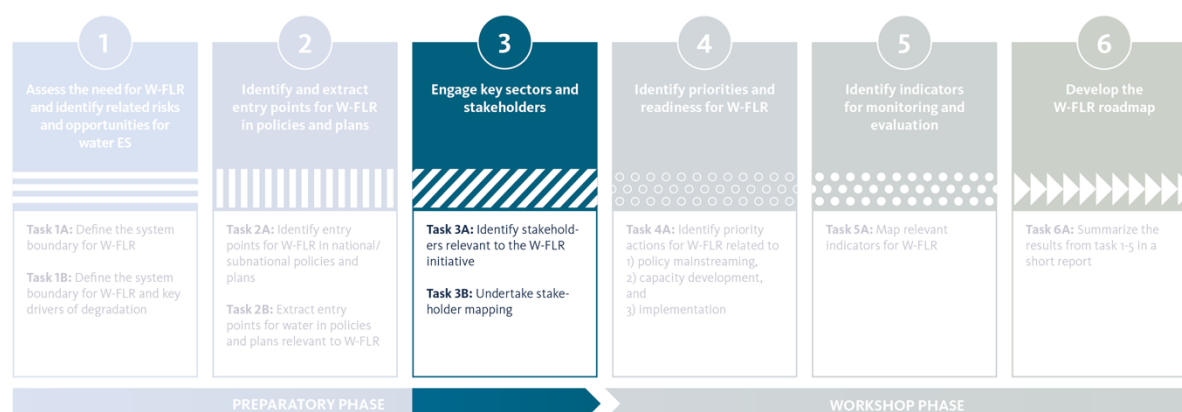 1
Assess the need for W-FLR
and identify related risks
and opportunities for
water ES
Task 1A: Define the system
boundary for W-FLR
Task 1B: Define the system
boundary for W-FLR and key
drivers of degradation
2
Identify and extract
entry points for W-FLR
in policies and plans
Task 2A: Identify entry
points for W-FLR in national/
subnational policies and
plans
Task 2B: Extract entry
points for water in policies
and plans relevant to W-FLR
3
Engage key sectors and
stakeholders
Task 3A: Identify stakehold-
ers relevant to the W-FLR
initiative
Task 3B: Undertake stake-
holder mapping
4
Identify priorities and
readiness for W-FLR
Task 4A: Identify priority
actions for W-FLR related to
1) policy mainstreaming,
2) capacity development,
and
3) implementation
5
Identify indicators
for monitoring and
evaluation
Task 5A: Map relevant
indicators for W-FLR
6
Develop the
W-FLR roadmap
Task 6A: Summarize the
results from task 1-5 in a
short report
PREPARATORY PHASE
WORKSHOP PHASE